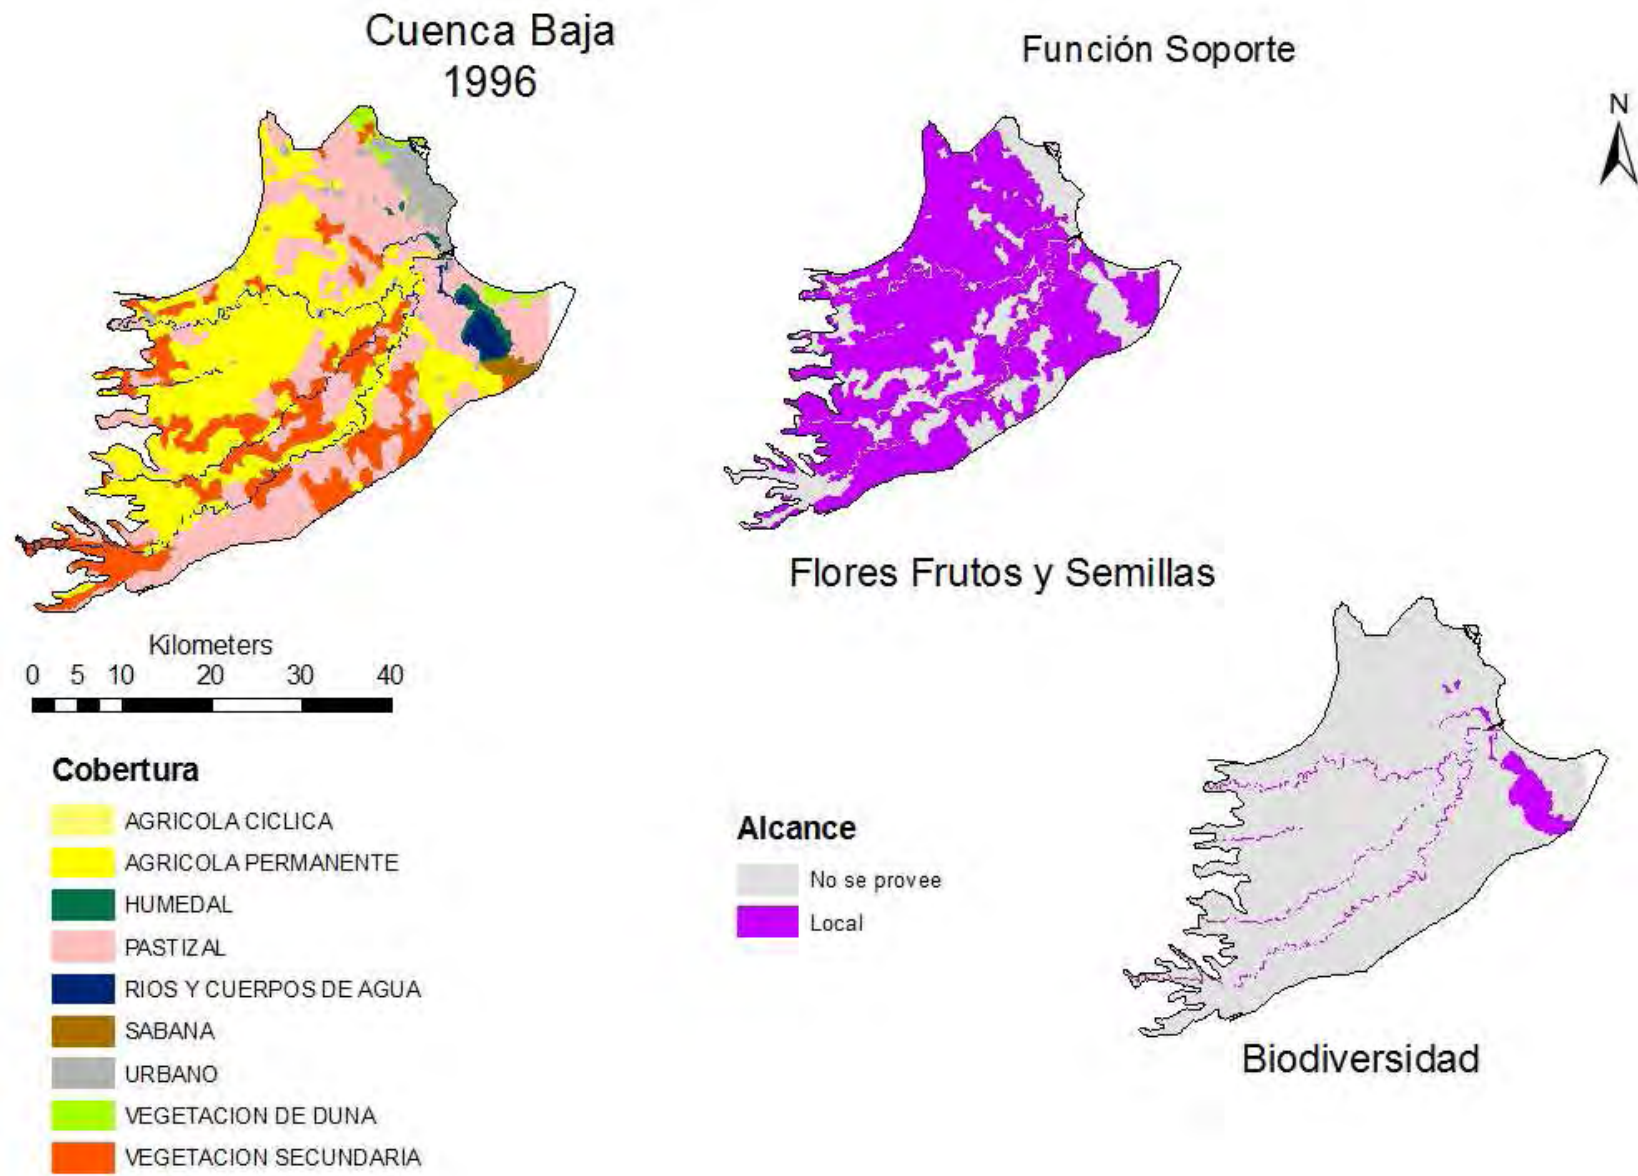 Cuenca Baja
1996
Función Soporte
N
Flores Frutos y Semillas
Kilometers
0 5 10 20 30 40
Cobertura
AGRICOLA CICLICA
AGRICOLA PERMANENTE
HUMEDAL
PASTIZAL
RIOS Y CUERPOS DE AGUA
SABANA
URBANO
VEGETACION DE DUNA
VEGETACION SECUNDARIA
Alcance
No se provee
Local
Biodiversidad